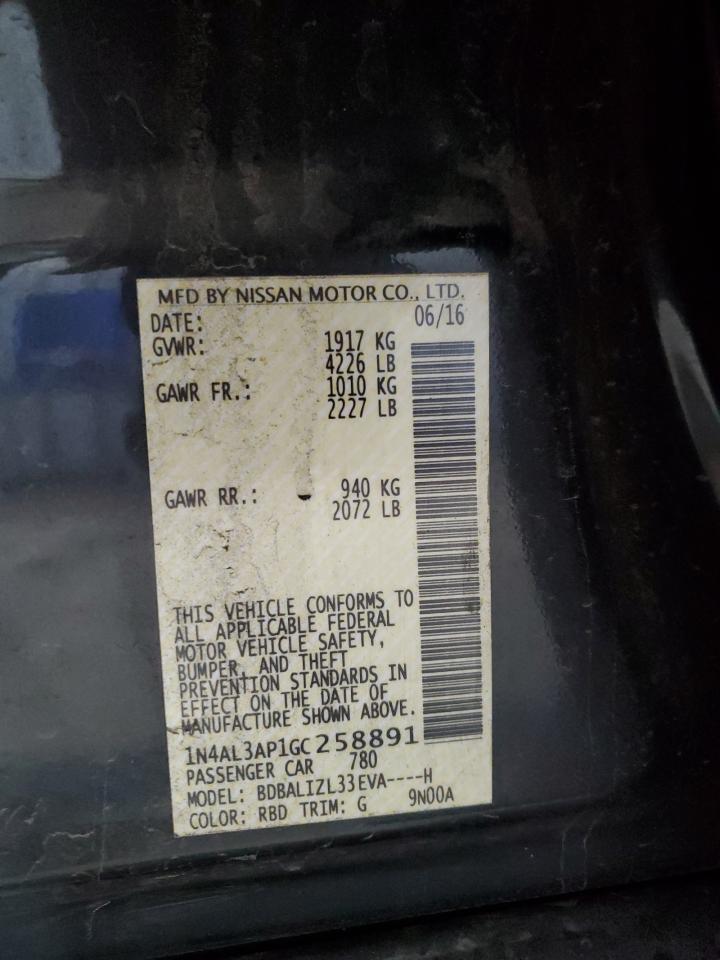 MFD BY NISSAN MOTOR CO., LTD.
DATE: 06/16
GVWR: 1917 KG
4226 LB
GAWR FR.: 1010 KG
2227 LB
GAWR RR.: 940 KG
2072 LB
THIS VEHICLE CONFORMS TO
ALL APPLICABLE FEDERAL
MOTOR VEHICLE SAFETY,
BUMPER, AND THEFT
PREVENTION STANDARDS IN
EFFECT ON THE DATE OF
MANUFACTURE SHOWN ABOVE.
1N4AL3AP1GC258891
PASSENGER CAR 780
MODEL: BDBALIZL33EVA----H
COLOR: RBD TRIM: G 9N00A